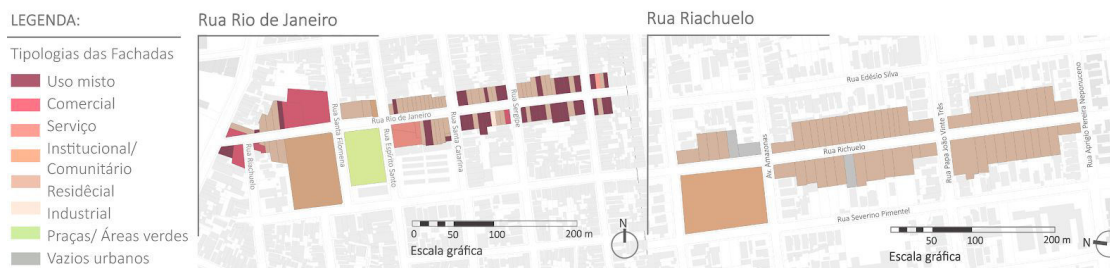 LEGENDA:
Tipologias das Fachadas
Uso misto
Comercial
Serviço
Institucional/
Comunitário
Residêcial
Industrial
Praças/ Áreas verdes
Vazios urbanos
Rua Rio de Janeiro
Rua Riachuelo
Rua Santa Filomena
Rua Rio de Janeiro
Rua Espírito Santo
Rua Santa Catarina
Rua Sergipe
0 50 100 200 m
Escala gráfica
N
Rua Riachuelo
Rua Edésio Silva
Av. Amazonas
Rua Richuelo
Rua Papa João Vinte Três
Rua Aprigio Pereira Neponuceno
Rua Severino Pimentel
50 100 200 m
Escala gráfica
N